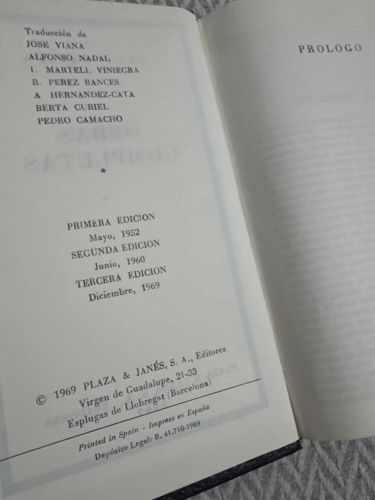 Traducción de
JOSE VIANA
ALFONSO NADAL
L. MARTELL VINIEGRA
R. PEREZ BANCES
A HERNANDEZ-CATA
BERTA CURIEL
PEDRO CAMACHO
*
PRIMERA EDICION
Mayo, 1952
SEGUNDA EDICION
Junio, 1960
TERCERA EDICION
Diciembre, 1969
© 1969 PLAZA & JANÉS, S. A., Editores
Virgen de Guadalupe, 21-33
Esplugas de Llobregat (Barcelona)
Printed in Spain - Impreso en España
Depósito Legal: B. 41.710-1969
PROLOGO